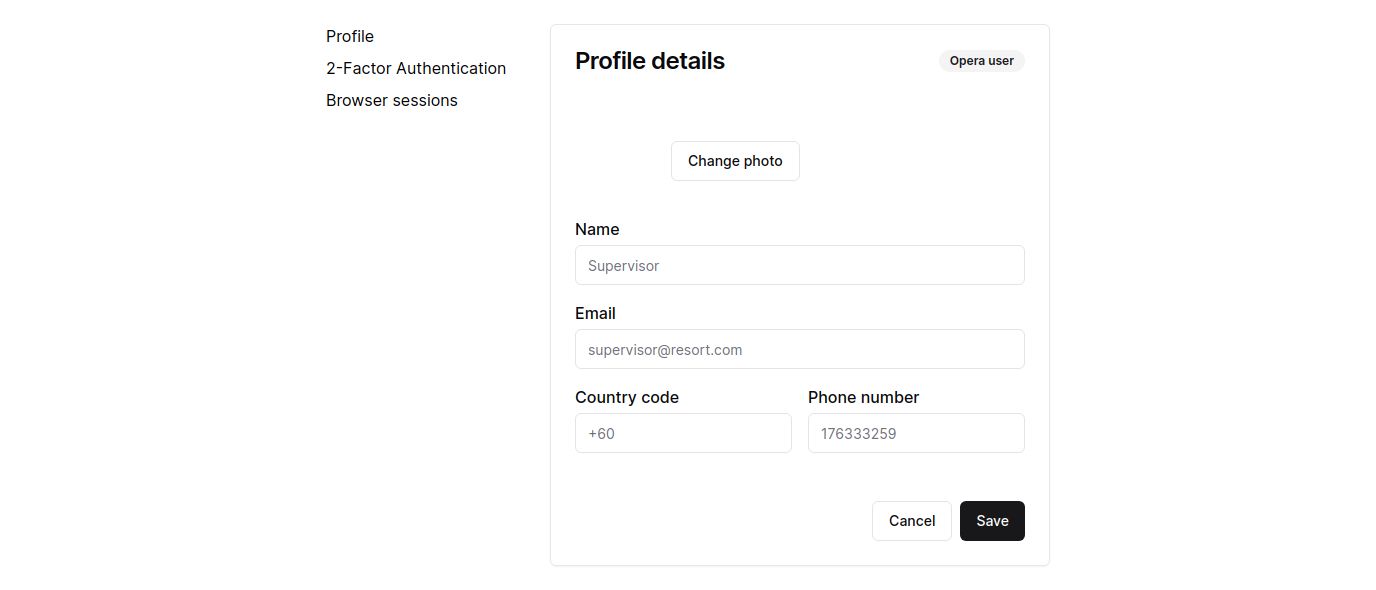 Profile
2-Factor Authentication
Browser sessions
Profile details
Opera user
Change photo
Name
Supervisor
Email
supervisor@resort.com
Country code
Phone number
+60
176333259
Cancel
Save